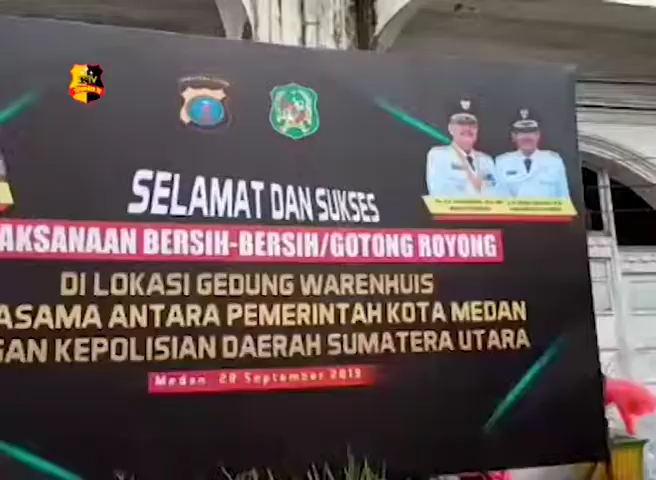 SELAMAT DAN SUKSES
AKSANAAN BERSIH-BERSIH/GOTONG ROYONG
DI LOKASI GEDUNG WARENHUIS
ASAMA ANTARA PEMERINTAH KOTA MEDAN
GAN KEPOLISIAN DAERAH SUMATERA UTARA
Medan, 20 September 2019